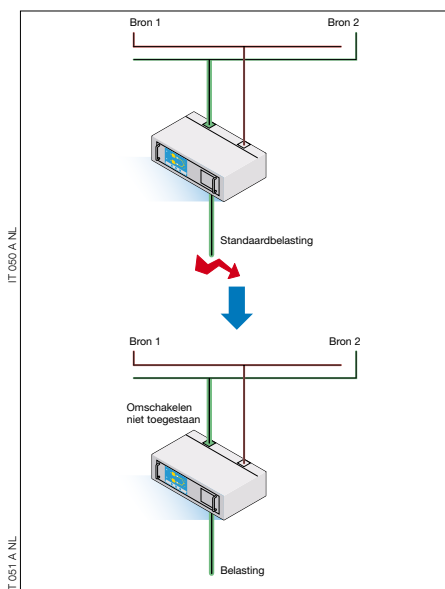 Bron 1
Bron 2
Standaardbelasting
IT 050 A NL
Bron 1
Bron 2
Omschakelen
niet toegestaan
Belasting
IT 051 A NL